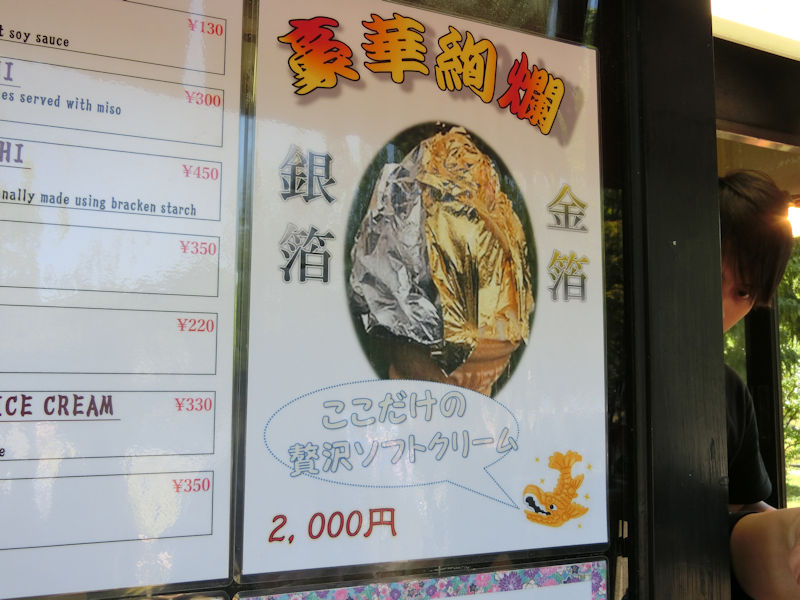 ¥130
t soy sauce
¥300
es served with miso
HI
¥450
nally made using bracken starch
¥350
¥220
ICE CREAM
¥330
e
¥350
豪華絢爛
銀箔
金箔
ここだけの
贅沢ソフトクリーム
2,000円